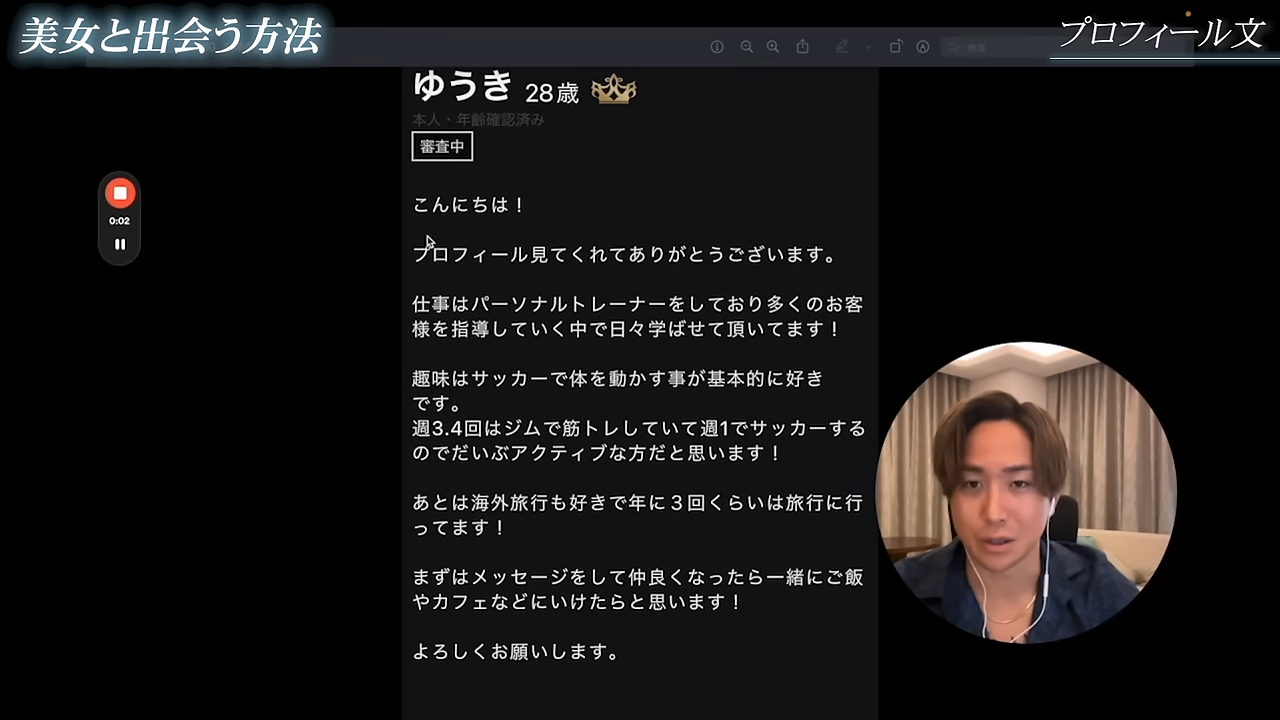 美女と出会う方法
プロフィール文
ゆうき 28歳
本人・年齢確認済み
審査中
0:02
こんにちは！
プロフィール見てくれてありがとうございます。
仕事はパーソナルトレーナーをしており多くのお客
様を指導していく中で日々学ばせて頂いてます！
趣味はサッカーで体を動かす事が基本的に好き
です。
週3.4回はジムで筋トレしていて週1でサッカーする
のでだいぶアクティブな方だと思います！
あとは海外旅行も好きで年に３回くらいは旅行に行
ってます！
まずはメッセージをして仲良くなったら一緒にご飯
やカフェなどにいけたらと思います！
よろしくお願いします。